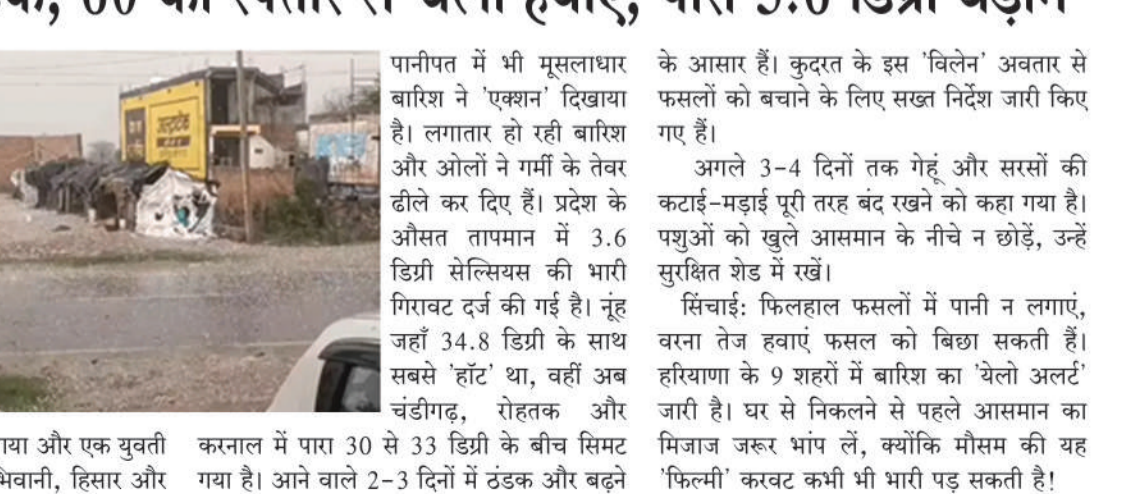 पानीपत में भी मूसलाधार
बारिश ने 'एक्शन' दिखाया
है। लगातार हो रही बारिश
और ओलों ने गर्मी के तेवर
ढीले कर दिए हैं। प्रदेश के
औसत तापमान में 3.6
डिग्री सेल्सियस की भारी
गिरावट दर्ज की गई है। नूंह
जहाँ 34.8 डिग्री के साथ
सबसे 'हॉट' था, वहीं अब
चंडीगढ़, रोहतक और
करनाल में पारा 30 से 33 डिग्री के बीच सिमट
गया है। आने वाले 2-3 दिनों में ठंडक और बढ़ने
के आसार हैं। कुदरत के इस 'विलेन' अवतार से
फसलों को बचाने के लिए सख्त निर्देश जारी किए
गए हैं।
अगले 3-4 दिनों तक गेहूं और सरसों की
कटाई-मड़ाई पूरी तरह बंद रखने को कहा गया है।
पशुओं को खुले आसमान के नीचे न छोड़ें, उन्हें
सुरक्षित शेड में रखें।
सिंचाई: फिलहाल फसलों में पानी न लगाएं,
वरना तेज हवाएं फसल को बिछा सकती हैं।
हरियाणा के 9 शहरों में बारिश का 'येलो अलर्ट'
जारी है। घर से निकलने से पहले आसमान का
मिजाज जरूर भांप लें, क्योंकि मौसम की यह
'फिल्मी' करवट कभी भी भारी पड़ सकती है!
और एक युवती
हिसार और